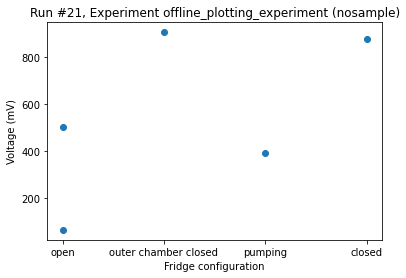 Run #21, Experiment offline_plotting_experiment (nosample)
Voltage (mV)
800
600
400
200
open outer chamber closed pumping closed
Fridge configuration